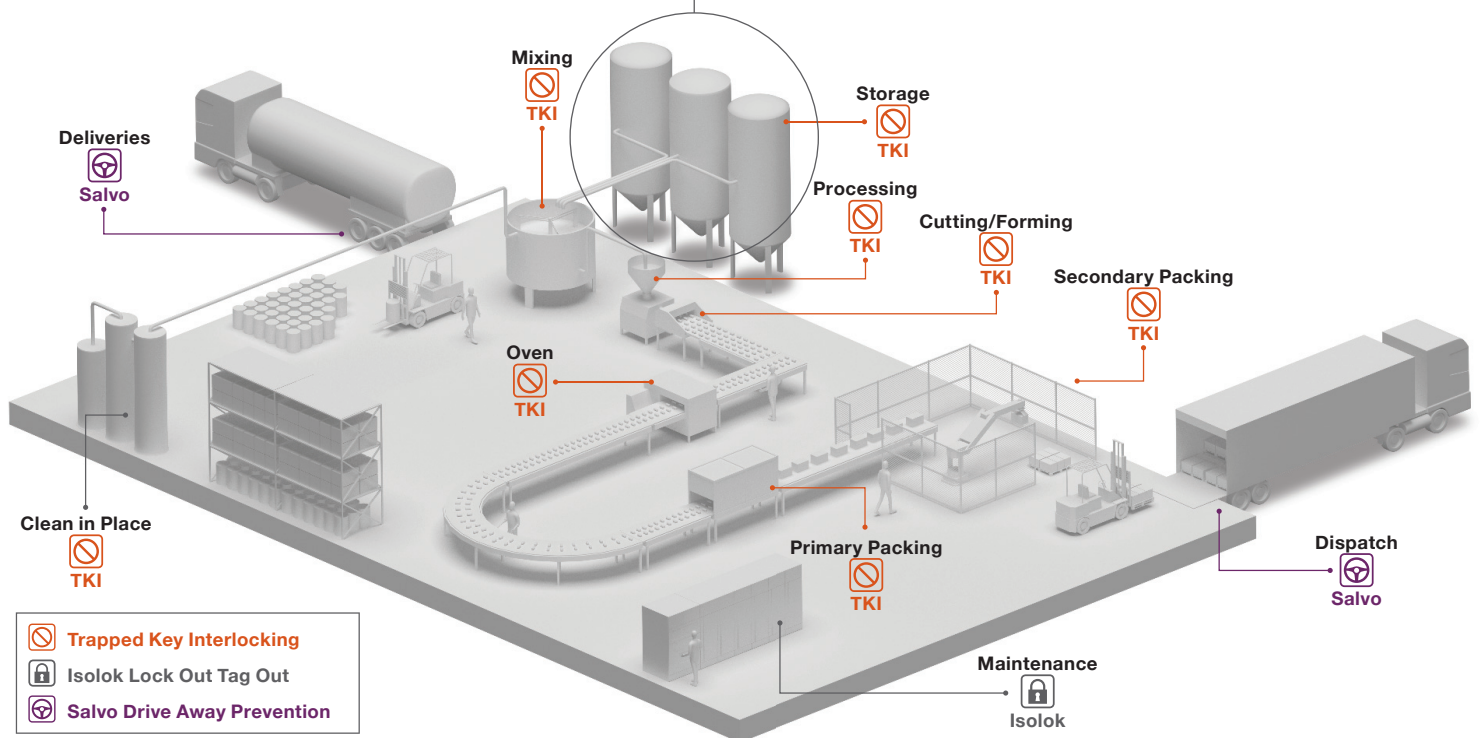 Mixing
TKI
Storage
TKI
Deliveries
Salvo
Processing
TKI
Cutting/Forming
TKI
Secondary Packing
TKI
Oven
TKI
Clean in Place
TKI
Primary Packing
TKI
Dispatch
Salvo
Maintenance
Isolok
Trapped Key Interlocking
Isolok Lock Out Tag Out
Salvo Drive Away Prevention